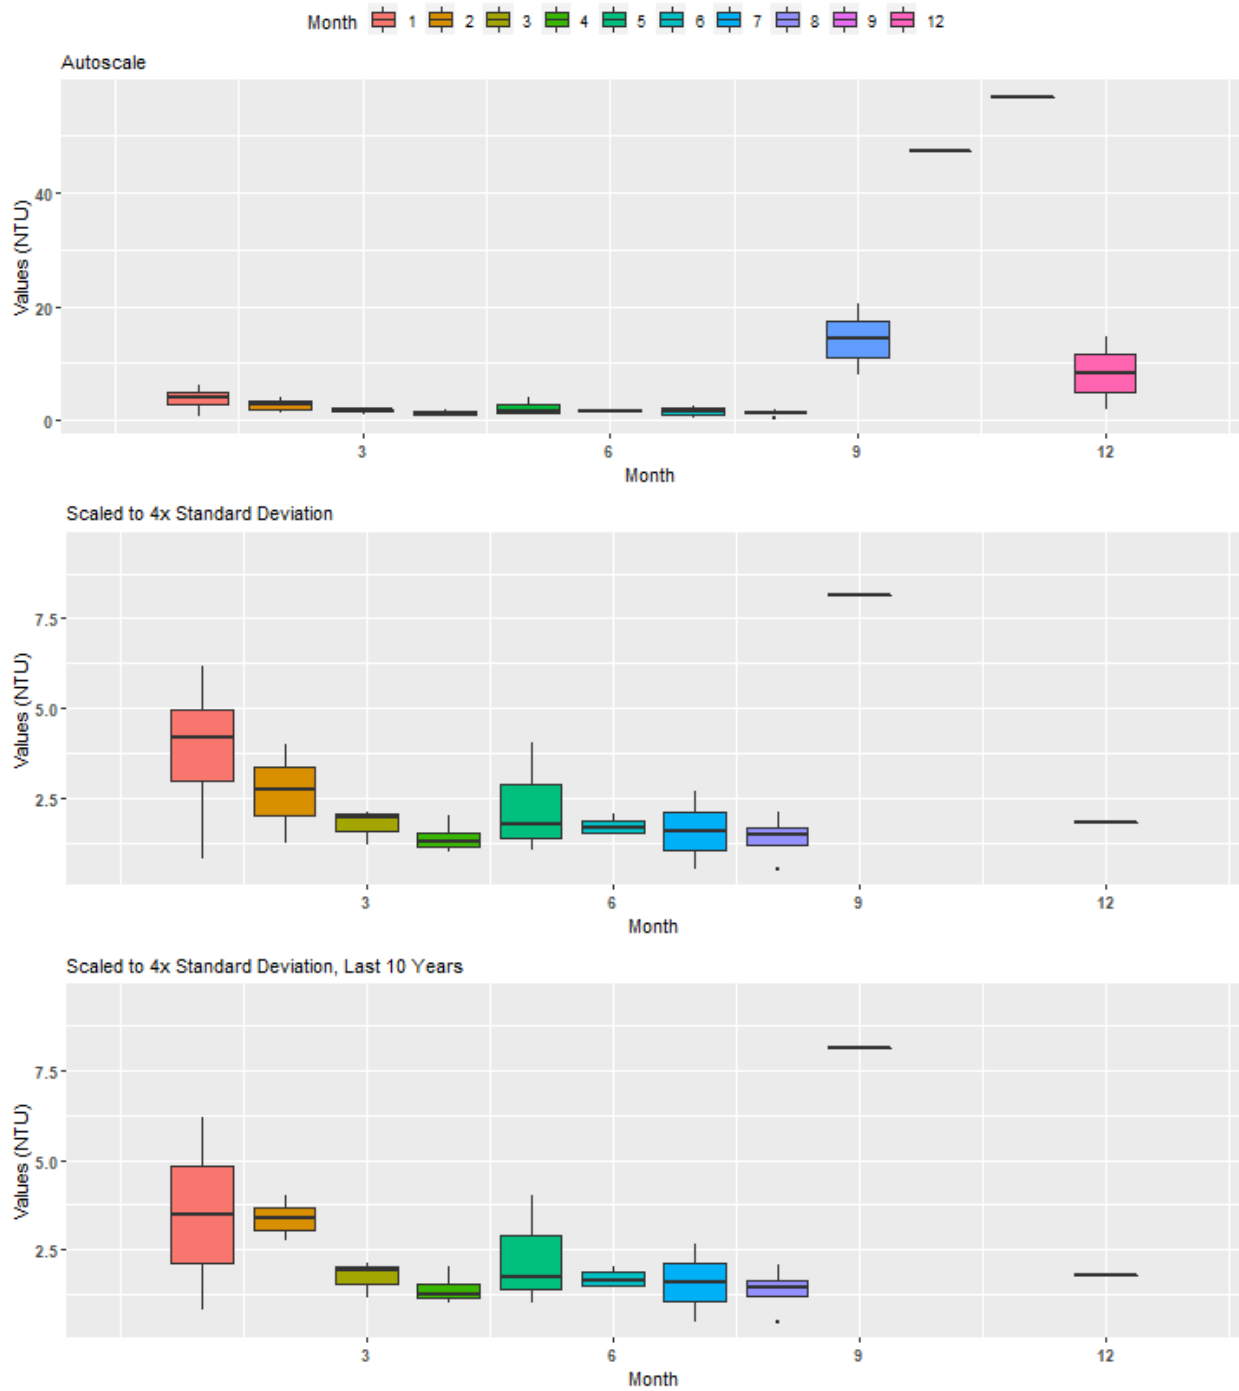 Month 1 2 3 4 5 6 7 8 9 12
Autoscale
Values (NTU)
40
20
0
3 6 9 12
Month
Scaled to 4x Standard Deviation
Values (NTU)
7.5
5.0
2.5
3 6 9 12
Month
Scaled to 4x Standard Deviation, Last 10 Years
Values (NTU)
7.5
5.0
2.5
3 6 9 12
Month